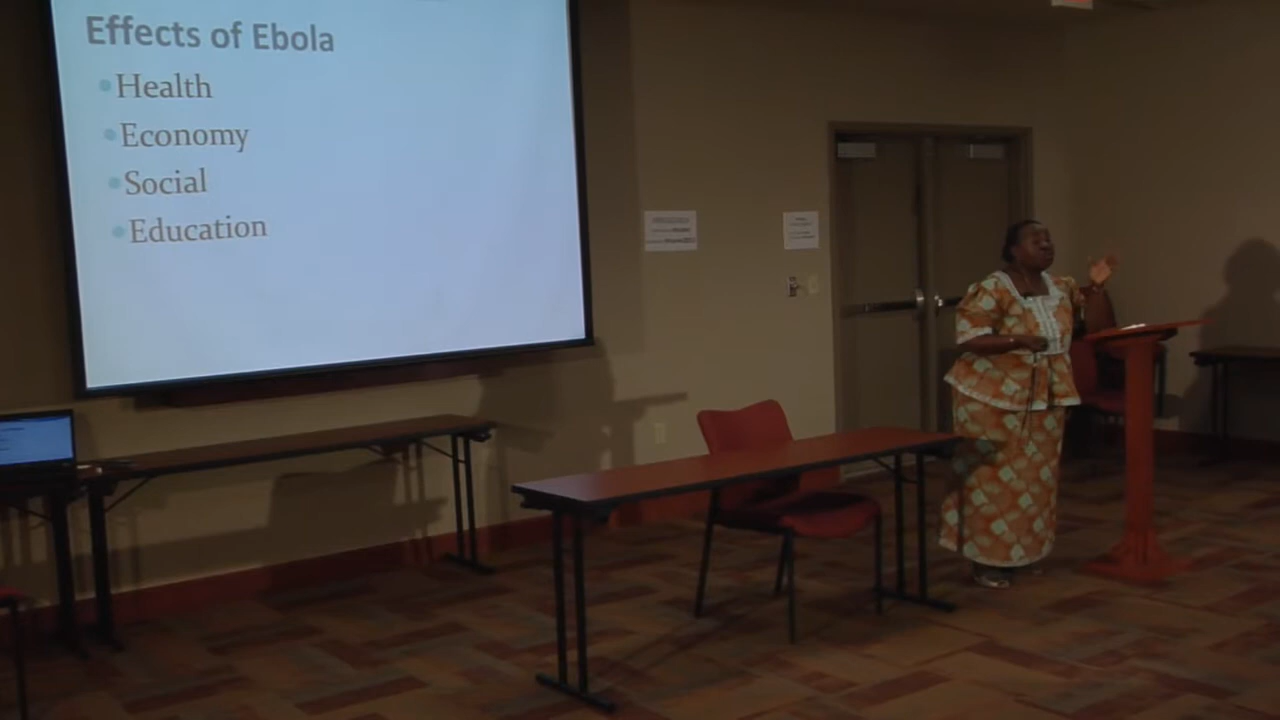 Effects of Ebola
Health
Economy
Social
Education